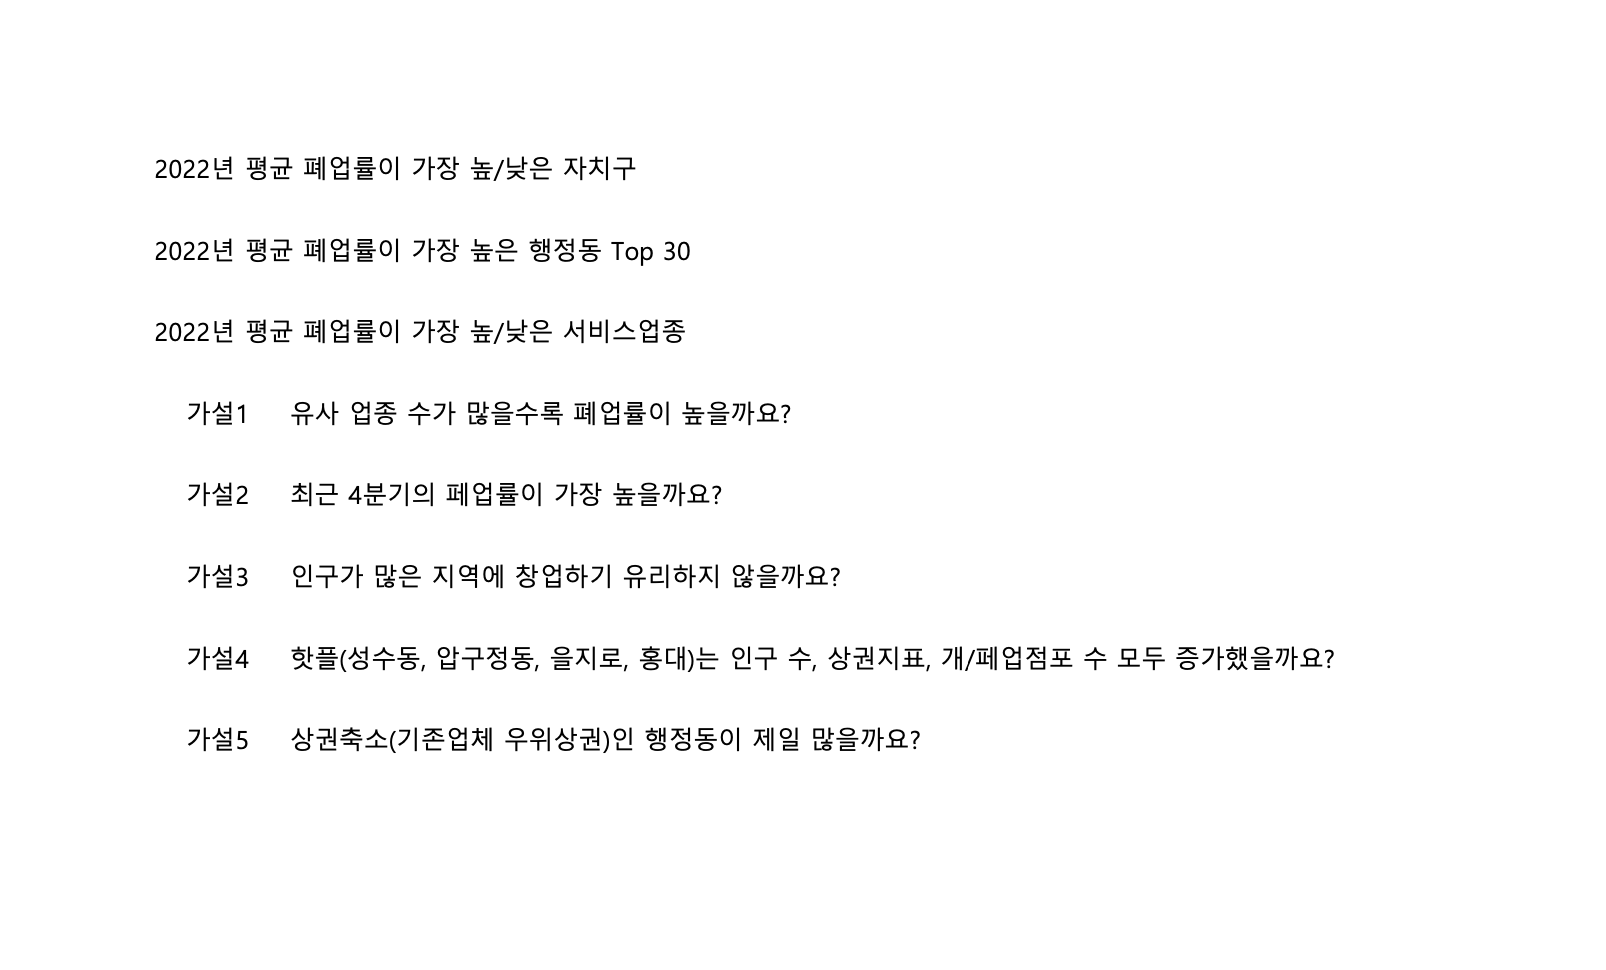 2022년 평균 폐업률이 가장 높/낮은 자치구
2022년 평균 폐업률이 가장 높은 행정동 Top 30
2022년 평균 폐업률이 가장 높/낮은 서비스업종
가설1 유사 업종 수가 많을수록 폐업률이 높을까요?
가설2 최근 4분기의 페업률이 가장 높을까요?
가설3 인구가 많은 지역에 창업하기 유리하지 않을까요?
가설4 핫플(성수동, 압구정동, 을지로, 홍대)는 인구 수, 상권지표, 개/페업점포 수 모두 증가했을까요?
가설5 상권축소(기존업체 우위상권)인 행정동이 제일 많을까요?